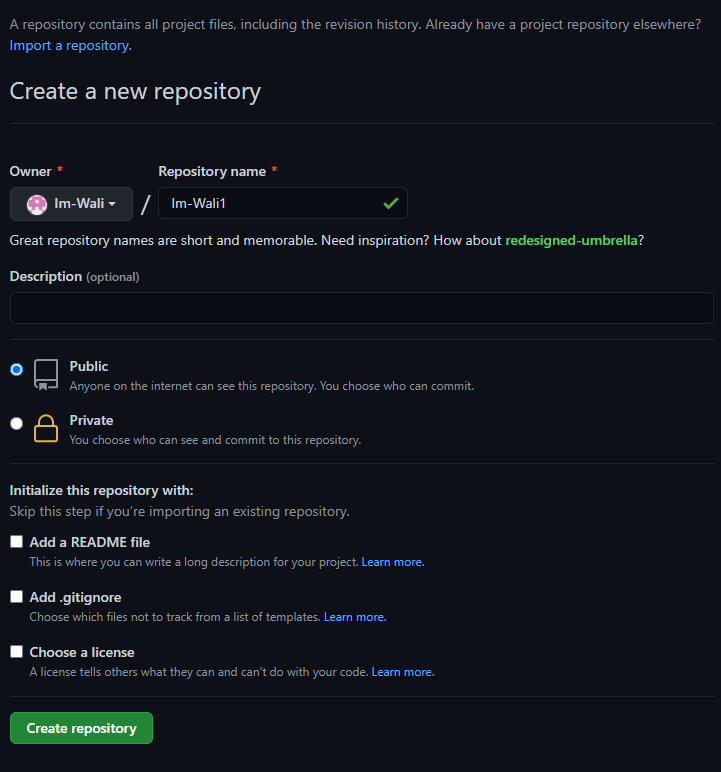 A repository contains all project files, including the revision history. Already have a project repository elsewhere?
Import a repository.
Create a new repository
Owner * Repository name *
Im-Wali / Im-Wali1
Great repository names are short and memorable. Need inspiration? How about redesigned-umbrella?
Description (optional)
Public
Anyone on the internet can see this repository. You choose who can commit.
Private
You choose who can see and commit to this repository.
Initialize this repository with:
Skip this step if you're importing an existing repository.
Add a README file
This is where you can write a long description for your project. Learn more.
Add .gitignore
Choose which files not to track from a list of templates. Learn more.
Choose a license
A license tells others what they can and can't do with your code. Learn more.
Create repository